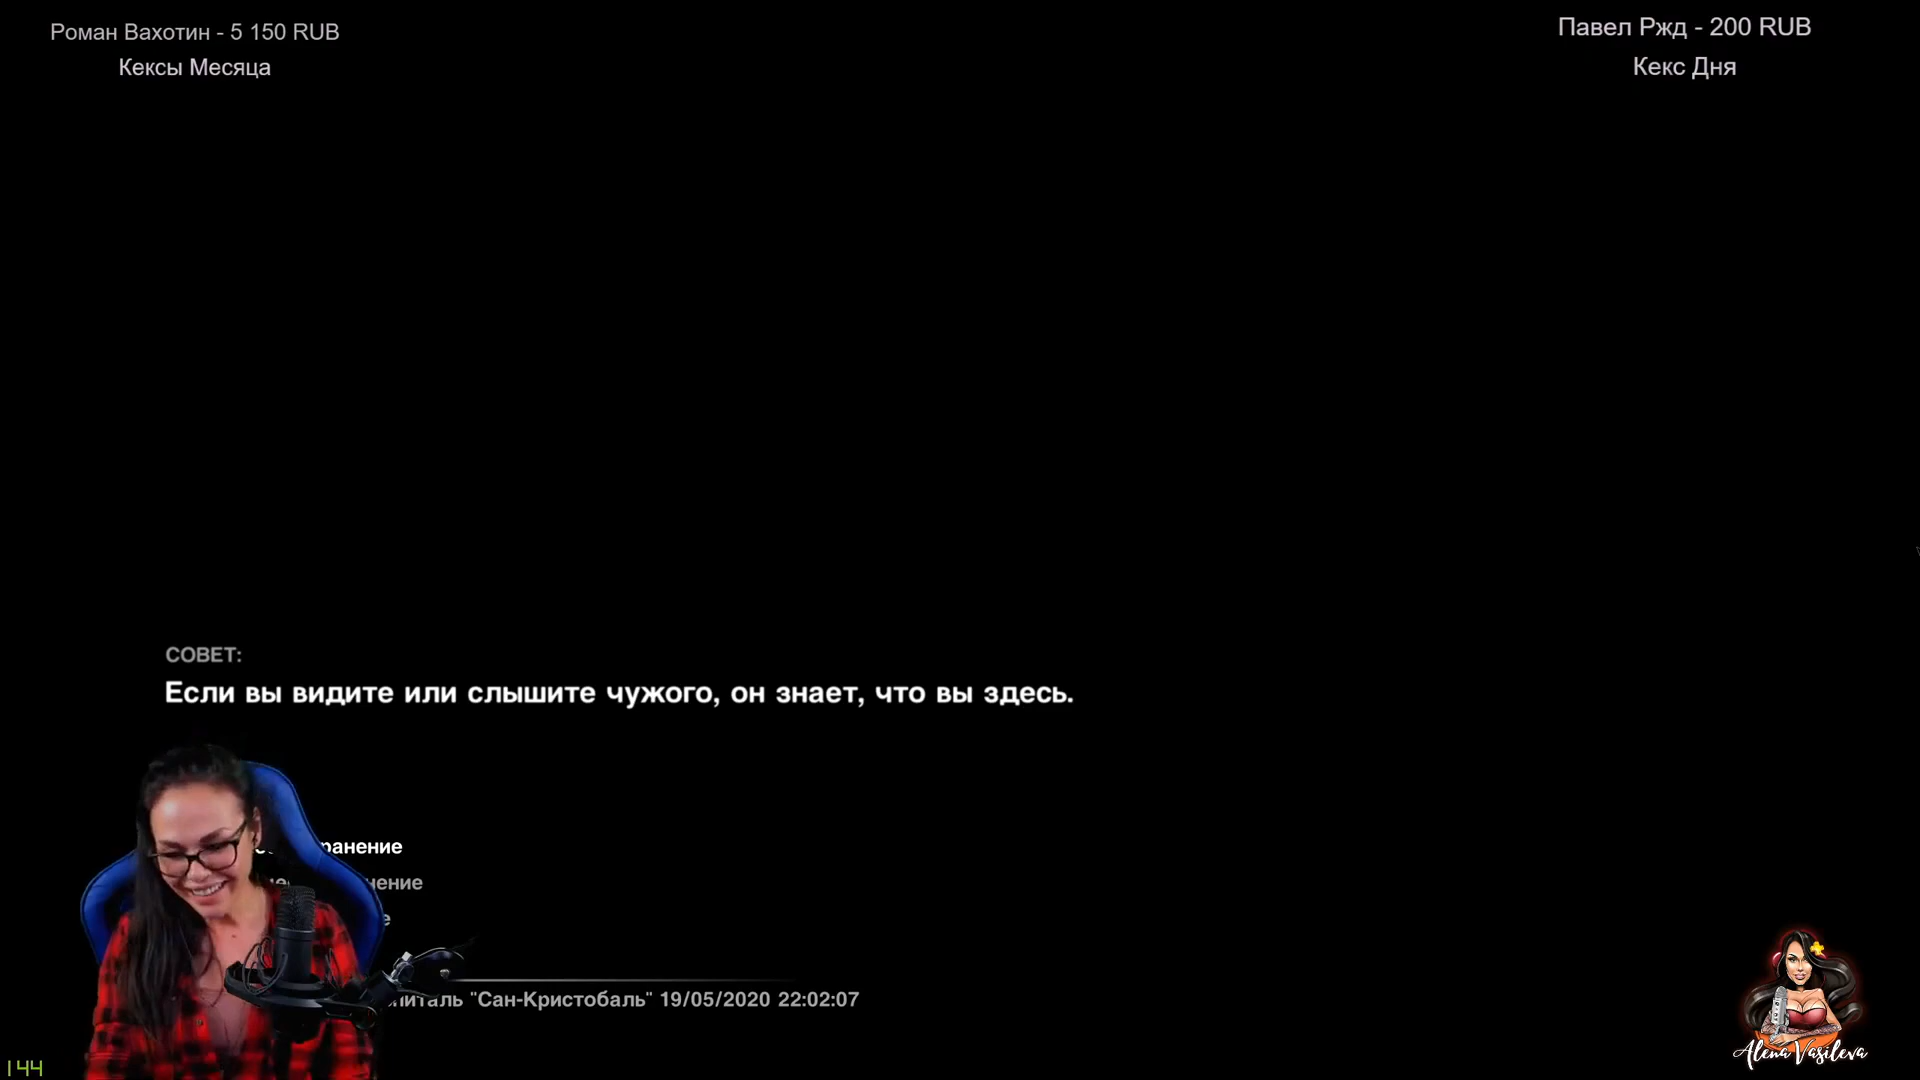 Роман Вахотин - 5 150 RUB
Кексы Месяца
Павел Ржд - 200 RUB
Кекс Дня
СОВЕТ:
Если вы видите или слышите чужого, он знает, что вы здесь.
"Сан-Кристобаль" 19/05/2020 22:02:07
Alena Vasileva
144